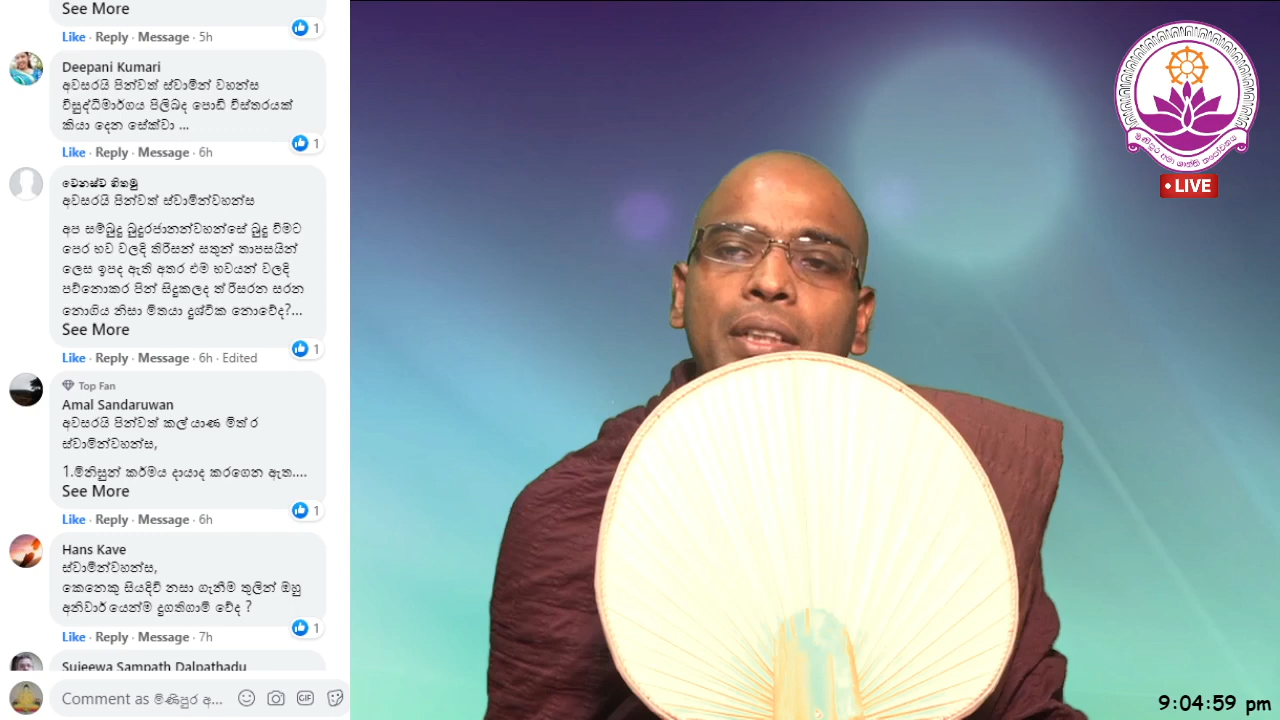 See More
Like · Reply · Message · 5h
1
Deepani Kumari
අවසරයි පින්වත් ස්වාමීන් වහන්ස
විසුද්ධිමාර්ගය පිලිබද පොඩි විස්තරයක්
කියා දෙන සේක්වා ...
Like · Reply · Message · 6h
1
වෙනස්ව හිතමු
අවසරයි පින්වත් ස්වාමීන්වහන්ස
අප සම්බුදු බුදුරජානන්වහන්සේ බුදු වීමට
පෙර භව වලදි තිරිසන් සතුන් තාපසයින්
ලෙස ඉපද ඇති අතර එම භවයන් වලදි
පව්නොකර පින් සිදුකලද ත්‍රීසරන සරන
නොගිය නිසා මිත්‍යා දුශ්ටික නොවේද?...
See More
Like · Reply · Message · 6h · Edited
1
Top Fan
Amal Sandaruwan
අවසරයි පින්වත් කල්‍යාණ මිත්‍ර
ස්වාමීන්වහන්ස,
1.මිනිසුන් කර්මය දායාද කරගෙන ඇත....
See More
Like · Reply · Message · 6h
1
Hans Kave
ස්වාමීන්වහන්ස,
කෙනෙකු සියදිවි නසා ගැනීම තුලින් ඔහු
අනිවාර්යෙන්ම දුගතිගාමී වේද ?
Like · Reply · Message · 7h
1
Sujeewa Sampath Dalpathadu
Comment as මිණිපුර අ...
GIF
මිණිපුර
LIVE
9:04:59 pm